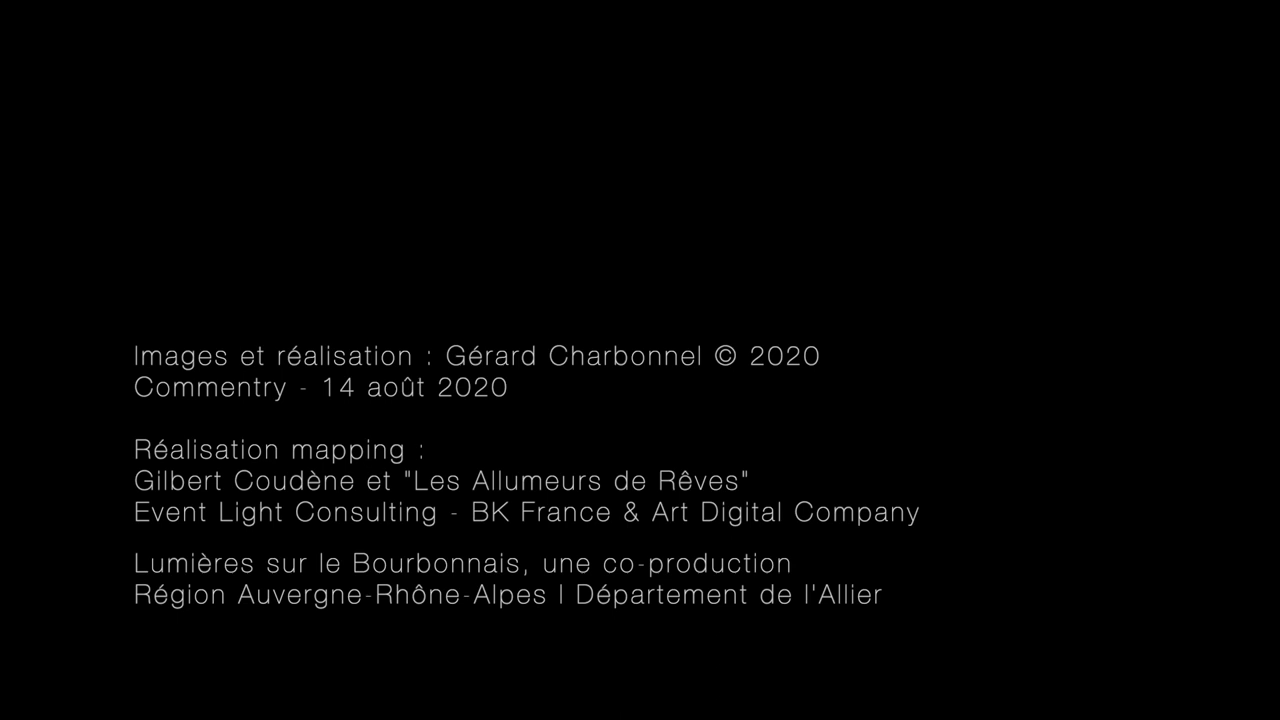 Images et réalisation : Gérard Charbonnel © 2020
Commentry - 14 août 2020
Réalisation mapping :
Gilbert Coudène et "Les Allumeurs de Rêves"
Event Light Consulting - BK France & Art Digital Company
Lumières sur le Bourbonnais, une co-production
Région Auvergne-Rhône-Alpes l Département de l'Allier